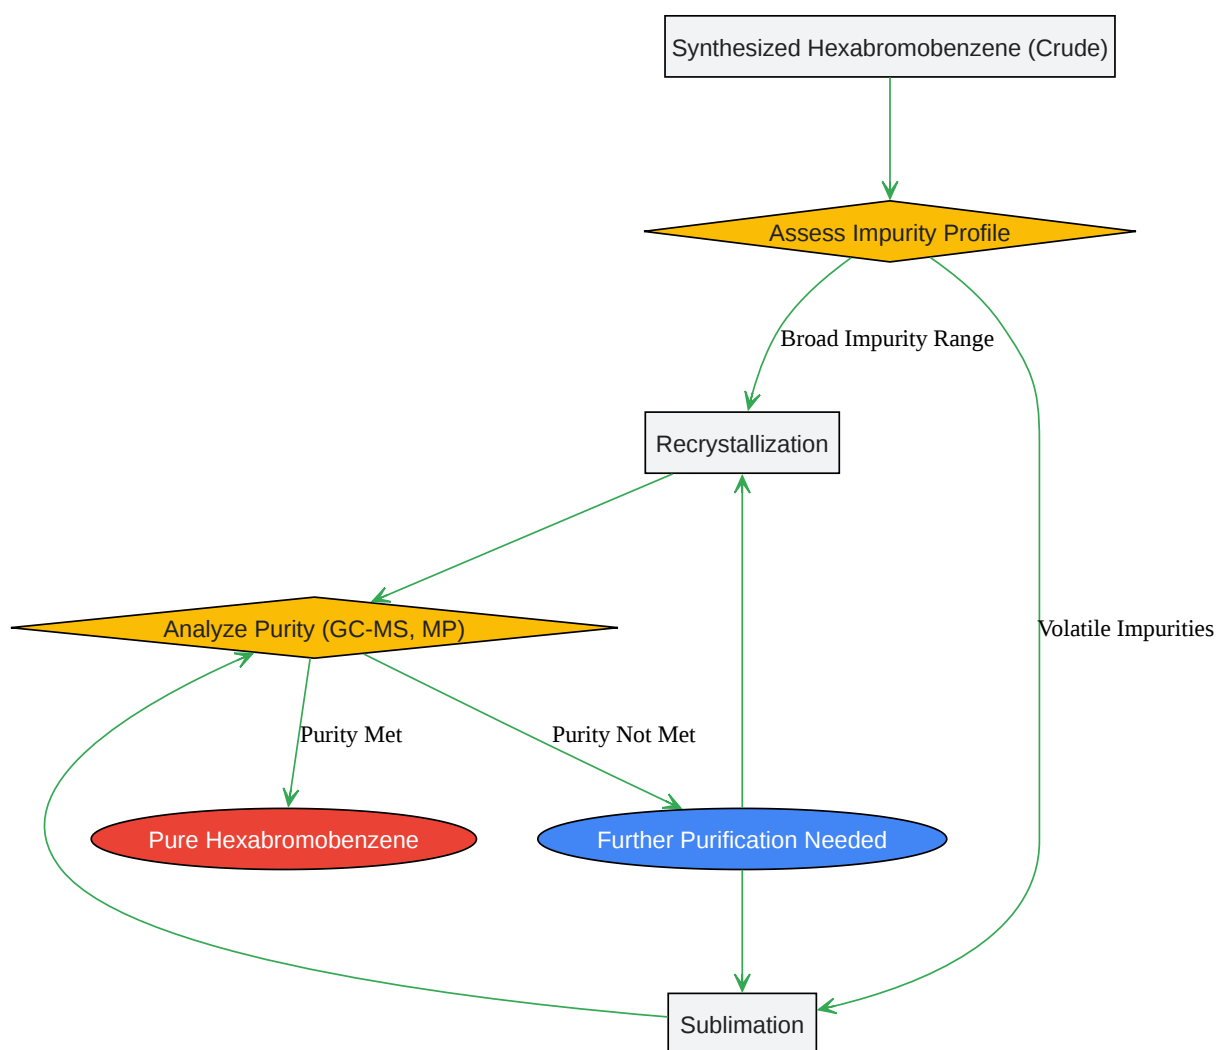 Synthesized Hexabromobenzene (Crude)
Assess Impurity Profile
Broad Impurity Range
Recrystallization
Analyze Purity (GC-MS, MP)
Volatile Impurities
Purity Met
Purity Not Met
Pure Hexabromobenzene
Further Purification Needed
Sublimation